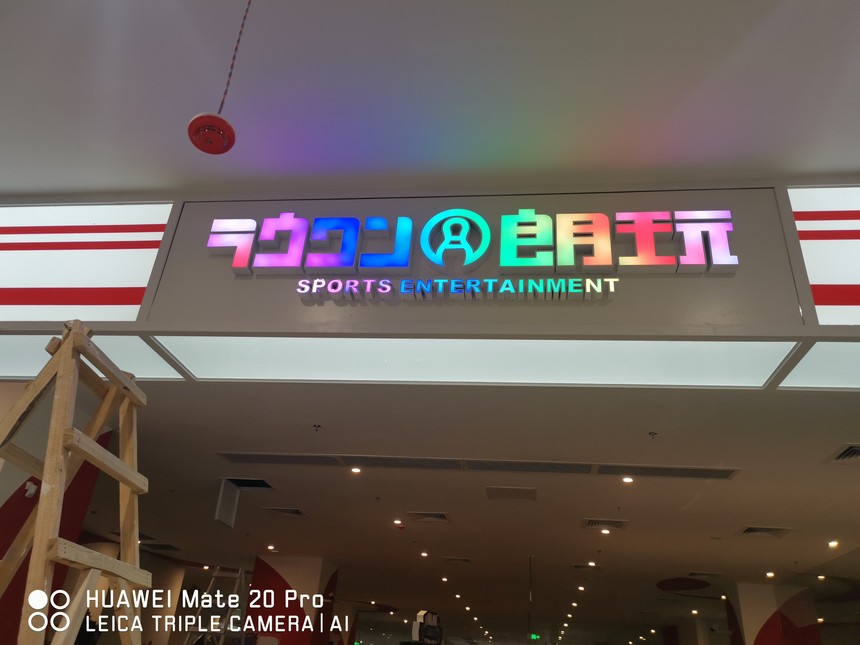 ラウワン 朗玩
SPORTS ENTERTAINMENT
HUAWEI Mate 20 Pro
LEICA TRIPLE CAMERA | AI